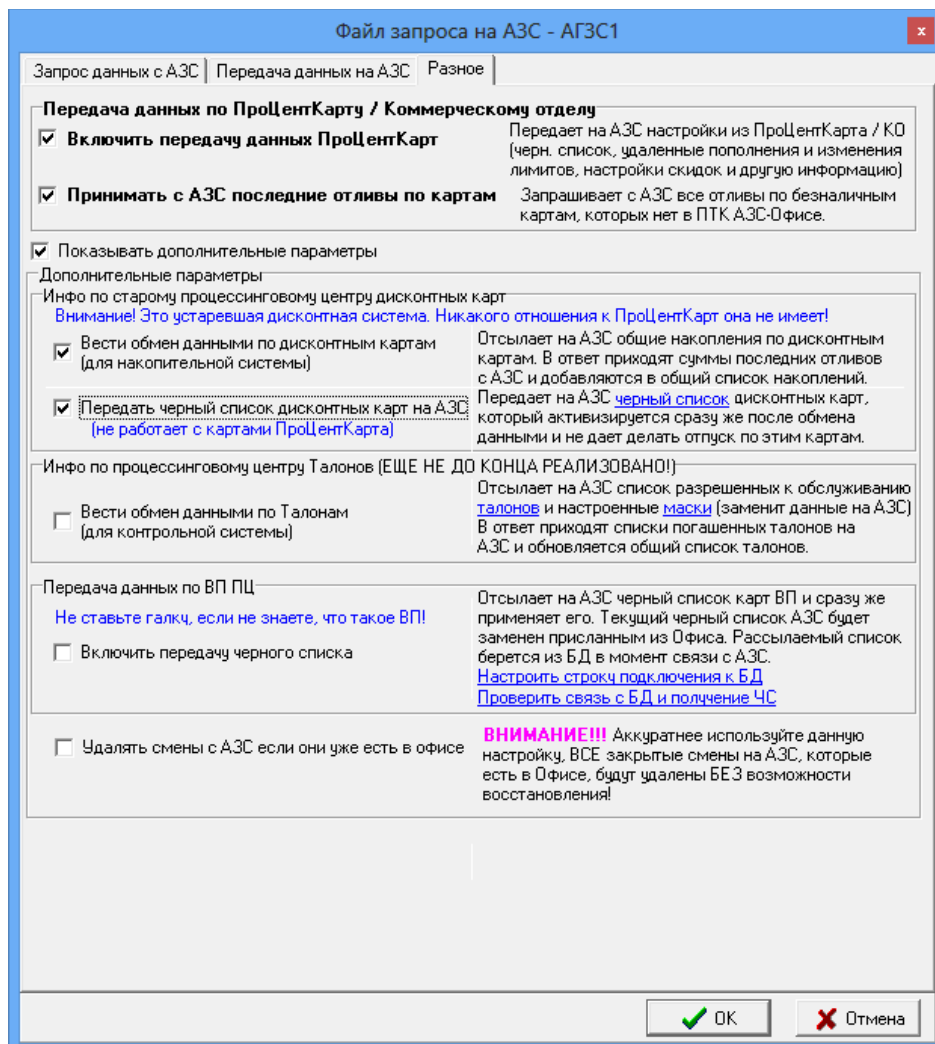 Файл запроса на АЗС - АГЗС1
x
Запрос данных с АЗС
Передача данных на АЗС
Разное
Передача данных по ПроЦентКарту / Коммерческому отделу
Включить передачу данных ПроЦентКарт
Передает на АЗС настройки из ПроЦентКарта / КО
(черн. список, удаленные пополнения и изменения
лимитов, настройки скидок и другую информацию)
Принимать с АЗС последние отливы по картам
Запрашивает с АЗС все отливы по безналичным
картам, которых нет в ПТК АЗС-Офисе.
Показывать дополнительные параметры
Дополнительные параметры
Инфо по старому процессинговому центру дисконтных карт
Внимание! Это устаревшая дисконтная система. Никакого отношения к ПроЦентКарт она не имеет!
Вести обмен данными по дисконтным картам
(для накопительной системы)
Отсылает на АЗС общие накопления по дисконтным
картам. В ответ приходят суммы последних отливов
с АЗС и добавляются в общий список накоплений.
Передать черный список дисконтных карт на АЗС
(не работает с картами ПроЦентКарта)
Передает на АЗС черный список дисконтных карт,
который активизируется сразу же после обмена
данными и не дает делать отпуск по этим картам.
Инфо по процессинговому центру Талонов (ЕЩЕ НЕ ДО КОНЦА РЕАЛИЗОВАНО!)
Вести обмен данными по Талонам
(для контрольной системы)
Отсылает на АЗС список разрешенных к обслуживанию
талонов и настроенные маски (заменит данные на АЗС)
В ответ приходят списки погашенных талонов на
АЗС и обновляется общий список талонов.
Передача данных по ВП ПЦ
Не ставьте галку, если не знаете, что такое ВП!
Включить передачу черного списка
Отсылает на АЗС черный список карт ВП и сразу же
применяет его. Текущий черный список АЗС будет
заменен присланным из Офиса. Рассылаемый список
берется из БД в момент связи с АЗС.
Настроить строку подключения к БД
Проверить связь с БД и получение ЧС
Удалять смены с АЗС если они уже есть в офисе
ВНИМАНИЕ!!! Аккуратнее используйте данную
настройку, ВСЕ закрытые смены на АЗС, которые
есть в Офисе, будут удалены БЕЗ возможности
восстановления!
OK
Отмена